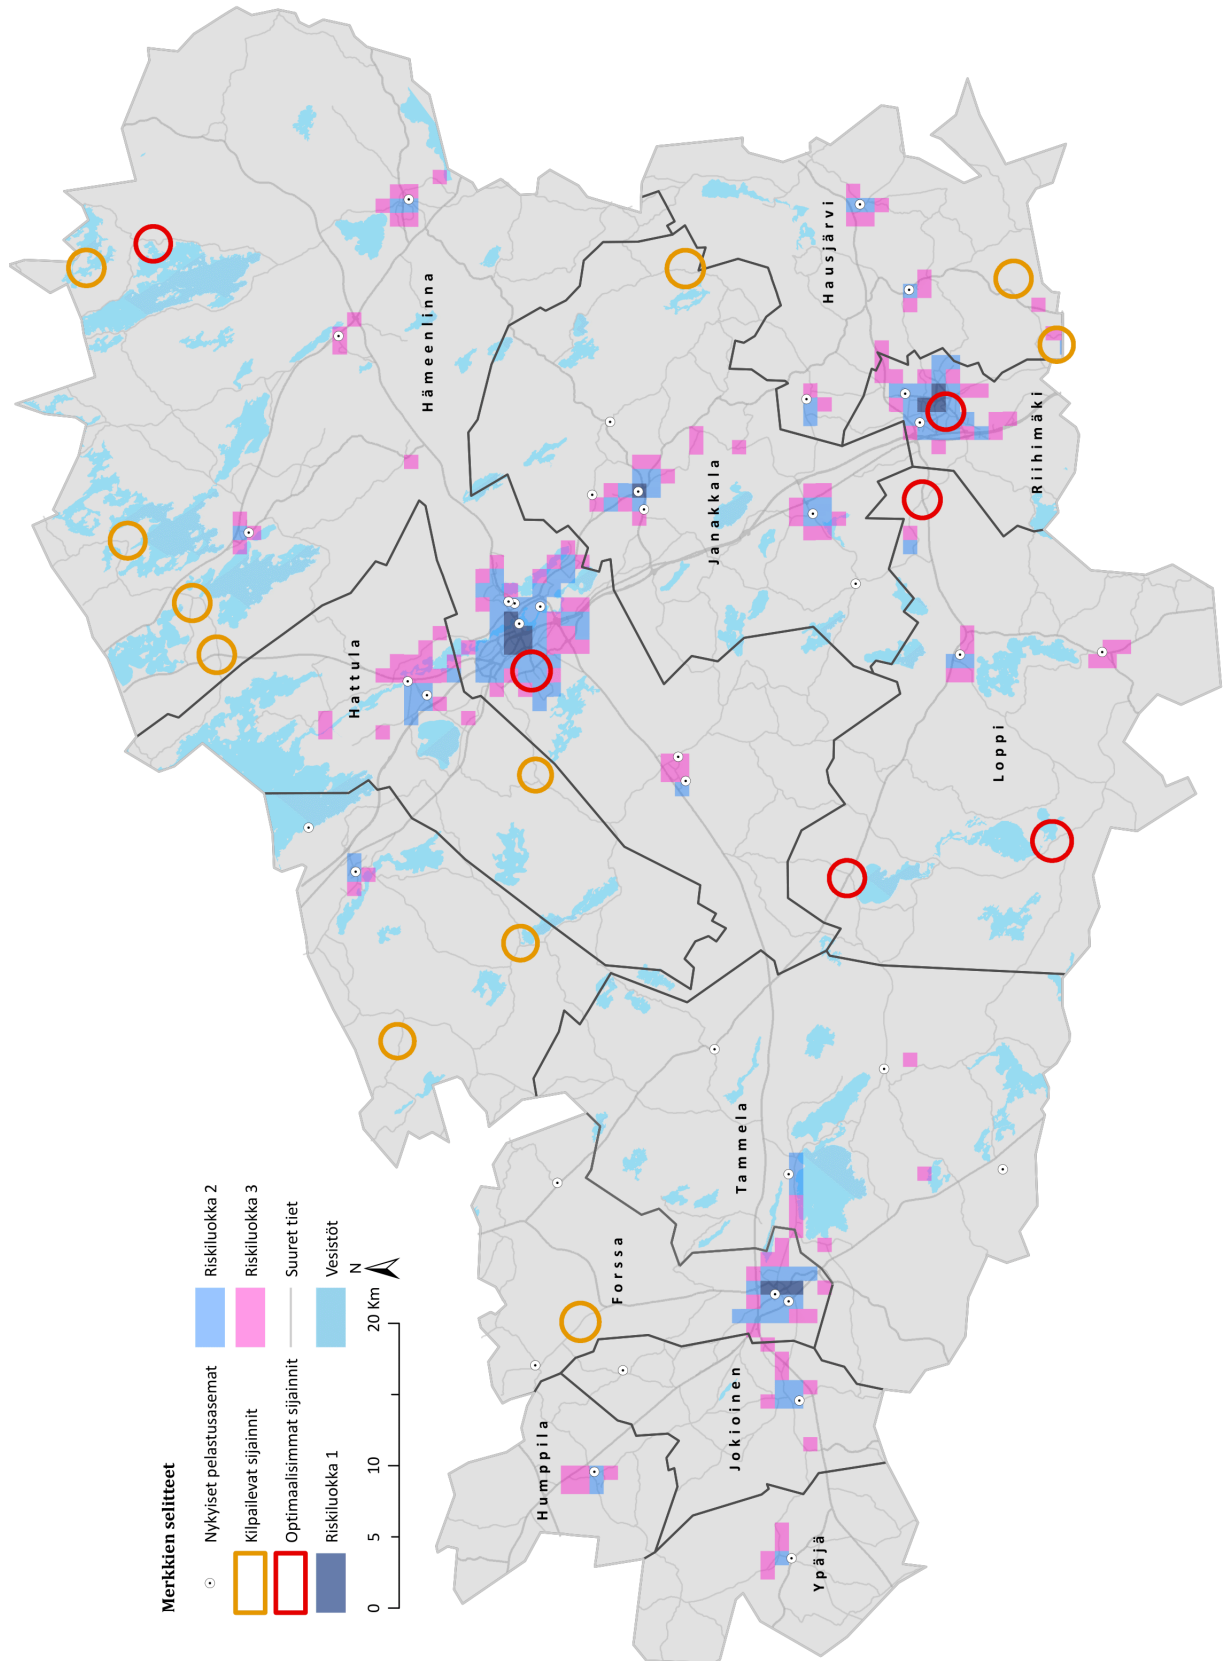 Merkkien selitteet
Nykyiset pelastusasemat
Kilpailevat sijainnit
Optimaalisimmat sijainnit
Riskiluokka 1
Riskiluokka 2
Riskiluokka 3
Suuret tiet
Vesistöt
0 5 10 20 Km
N
Hämeenlinna
Hattula
Hausjärvi
Janakkala
Riihimäki
Loppi
Tammela
Forssa
Humppila
Jokioinen
Ypäjä